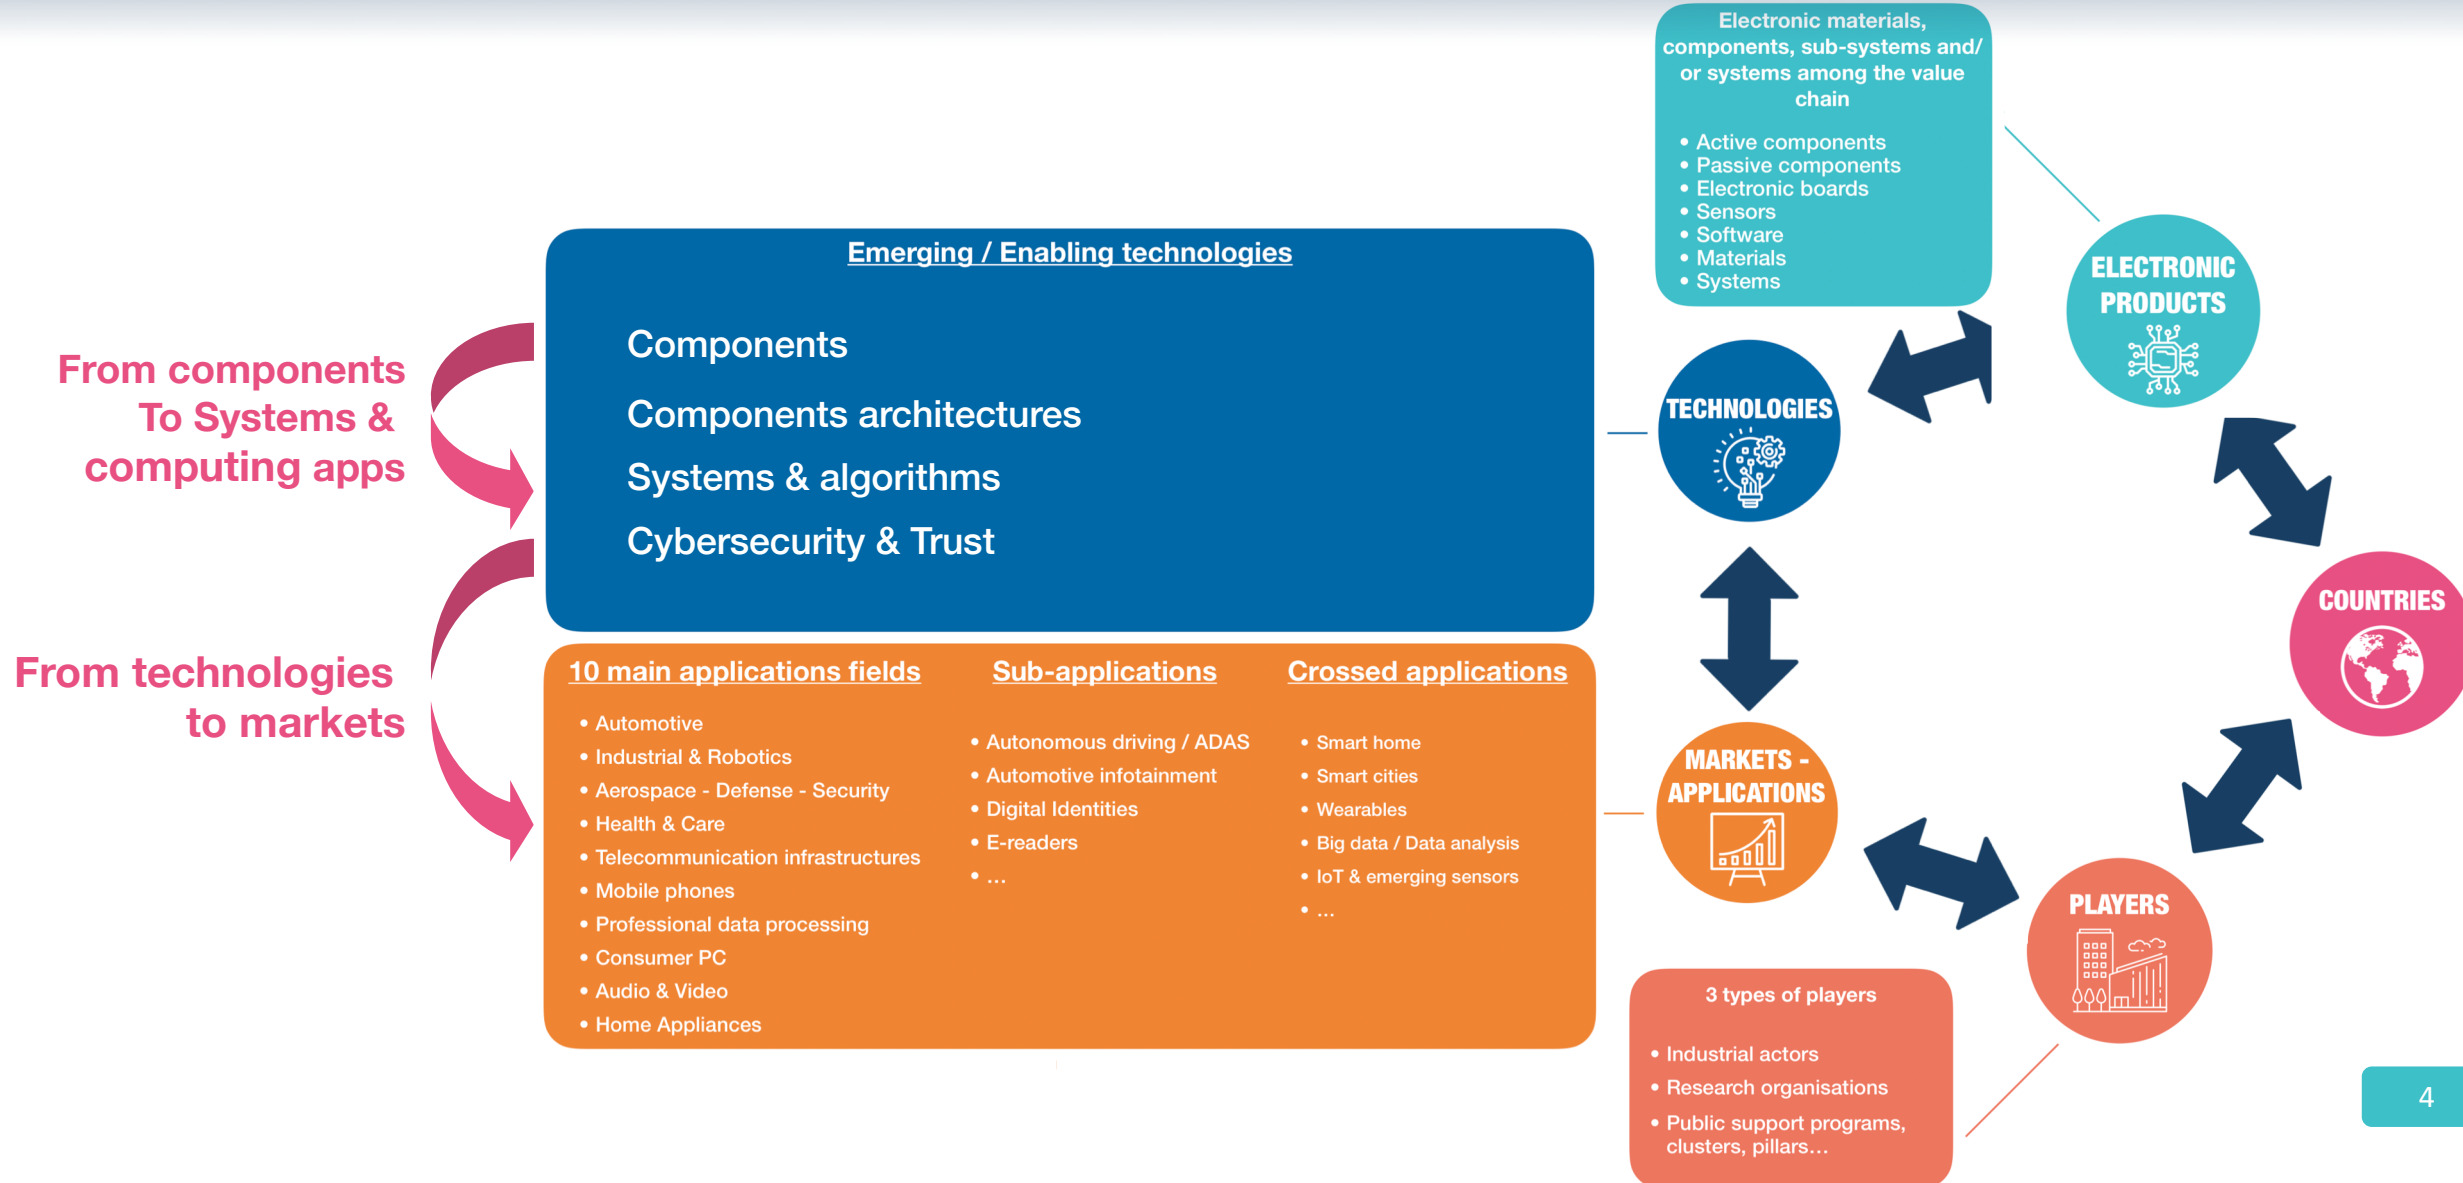 Electronic materials,
components, sub-systems and/
or systems among the value
chain
• Active components
• Passive components
• Electronic boards
• Sensors
• Software
• Materials
• Systems
ELECTRONIC
PRODUCTS
Emerging / Enabling technologies
Components
Components architectures
Systems & algorithms
Cybersecurity & Trust
From components
To Systems &
computing apps
TECHNOLOGIES
COUNTRIES
From technologies
to markets
10 main applications fields
• Automotive
• Industrial & Robotics
• Aerospace - Defense - Security
• Health & Care
• Telecommunication infrastructures
• Mobile phones
• Professional data processing
• Consumer PC
• Audio & Video
• Home Appliances
Sub-applications
• Autonomous driving / ADAS
• Automotive infotainment
• Digital Identities
• E-readers
• ...
Crossed applications
• Smart home
• Smart cities
• Wearables
• Big data / Data analysis
• IoT & emerging sensors
• ...
MARKETS -
APPLICATIONS
PLAYERS
3 types of players
• Industrial actors
• Research organisations
• Public support programs,
clusters, pillars...
4